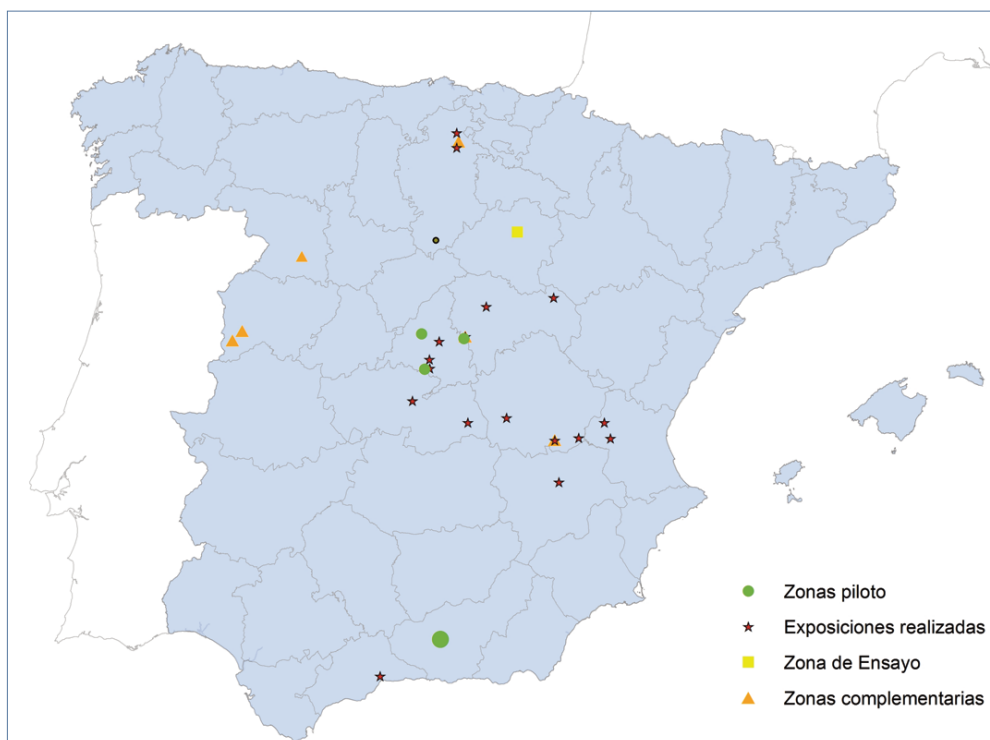 Zonas piloto
Exposiciones realizadas
Zona de Ensayo
Zonas complementarias